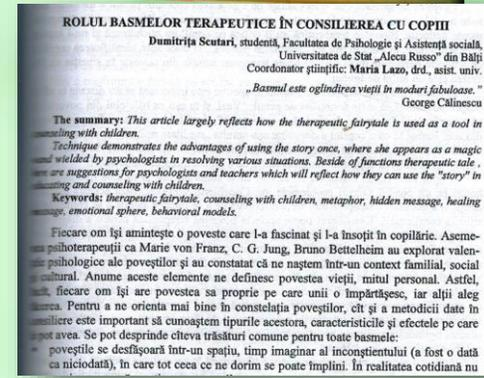 ROLUL BASMELOR TERAPEUTICE ÎN CONSILIEREA CU COPIII
Dumitrița Scutari, studentă, Facultatea de Psihologie și Asistență socială,
Universitatea de Stat „Alecu Russo” din Bălți
Coordonator științific: Maria Lazo, drd., asist. univ.
„Basmul este oglindirea vieții în moduri fabuloase.”
George Călinescu
The summary: This article largely reflects how the therapeutic fairytale is used as a tool in
counseling with children.
Technique demonstrates the advantages of using the story once, where she appears as a magic
and wielded by psychologists in resolving various situations. Beside of functions therapeutic tale ,
are suggestions for psychologists and teachers which will reflect how they can use the "story" in
and counseling with children.
Keywords: therapeutic fairytale, counseling with children, metaphor, hidden message, healing
message, emotional sphere, behavioral models.
Fiecare om își amintește o poveste care l-a fascinat și l-a însoțit în copilărie. Aseme-
psihoterapeuții ca Marie von Franz, C. G. Jung, Bruno Bettelheim au explorat valen-
psihologice ale poveștilor și au constatat că ne naștem într-un context familial, social
cultural. Anume aceste elemente ne definesc povestea vieții, mitul personal. Astfel,
fiecare om își are povestea sa proprie pe care unii o împărtășesc, iar alții aleg
Pentru a ne orienta mai bine în constelația poveștilor, cît și a metodicii date în
consiliere este important să cunoaștem tipurile acestora, caracteristicile și efectele pe care
pot avea. Se pot desprinde cîteva trăsături comune pentru toate basmele:
poveștile se desfășoară într-un spațiu, timp imaginar al inconștientului (a fost o dată
ca niciodată), în care tot ceea ce ne dorim se poate împlini. În realitatea cotidiană nu